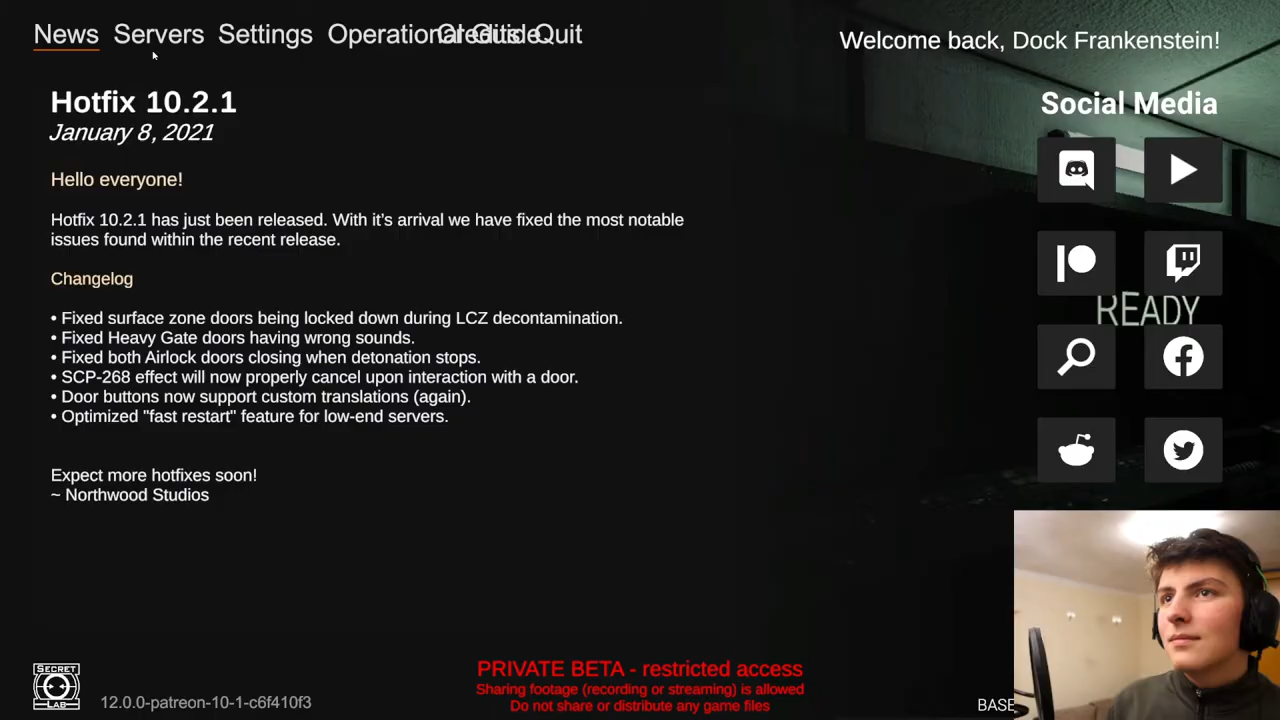 News Servers Settings Operational Guide Credits Quit
Welcome back, Dock Frankenstein!
Hotfix 10.2.1
January 8, 2021
Hello everyone!
Hotfix 10.2.1 has just been released. With it's arrival we have fixed the most notable
issues found within the recent release.
Changelog
• Fixed surface zone doors being locked down during LCZ decontamination.
• Fixed Heavy Gate doors having wrong sounds.
• Fixed both Airlock doors closing when detonation stops.
• SCP-268 effect will now properly cancel upon interaction with a door.
• Door buttons now support custom translations (again).
• Optimized "fast restart" feature for low-end servers.
Expect more hotfixes soon!
~ Northwood Studios
Social Media
READY
SECRET
LAB
12.0.0-patreon-10-1-c6f410f3
PRIVATE BETA - restricted access
Sharing footage (recording or streaming) is allowed
Do not share or distribute any game files
BASE